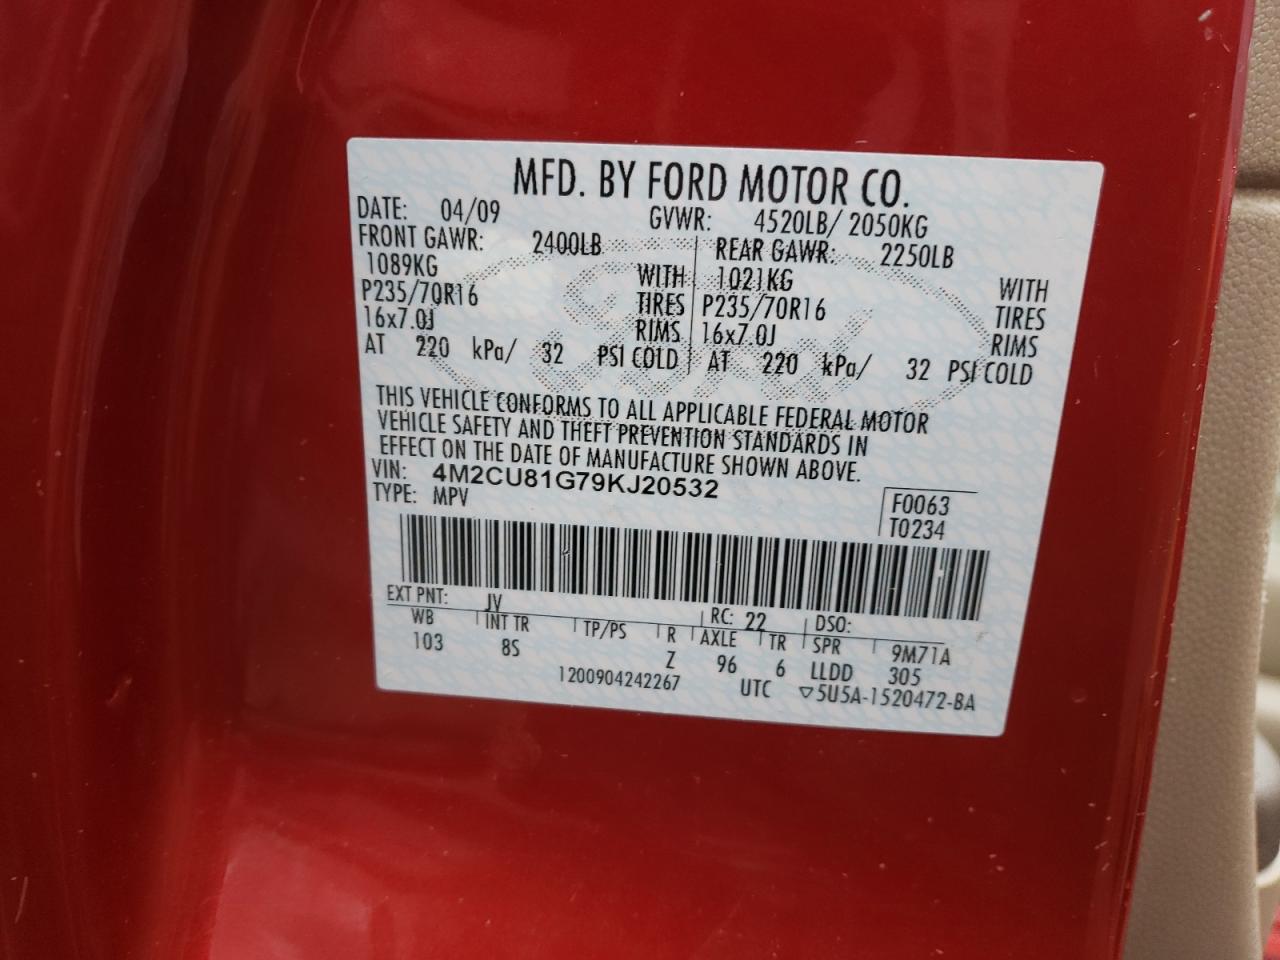 MFD. BY FORD MOTOR CO.
DATE: 04/09 GVWR: 4520LB/ 2050KG
FRONT GAWR: 2400LB REAR GAWR: 2250LB
1089KG WITH 1021KG WITH
P235/70R16 TIRES P235/70R16 TIRES
16x7.0J RIMS 16x7.0J RIMS
AT 220 kPa/ 32 PSI COLD AT 220 kPa/ 32 PSI COLD
THIS VEHICLE CONFORMS TO ALL APPLICABLE FEDERAL MOTOR
VEHICLE SAFETY AND THEFT PREVENTION STANDARDS IN
EFFECT ON THE DATE OF MANUFACTURE SHOWN ABOVE.
VIN: 4M2CU81G79KJ20532
TYPE: MPV F0063
T0234
EXT PNT: JV RC: 22 DSO:
WB INT TR TP/PS R AXLE TR SPR 9M71A
103 8S Z 96 6 LLDD 305
1200904242267 UTC ▽5U5A-1520472-BA